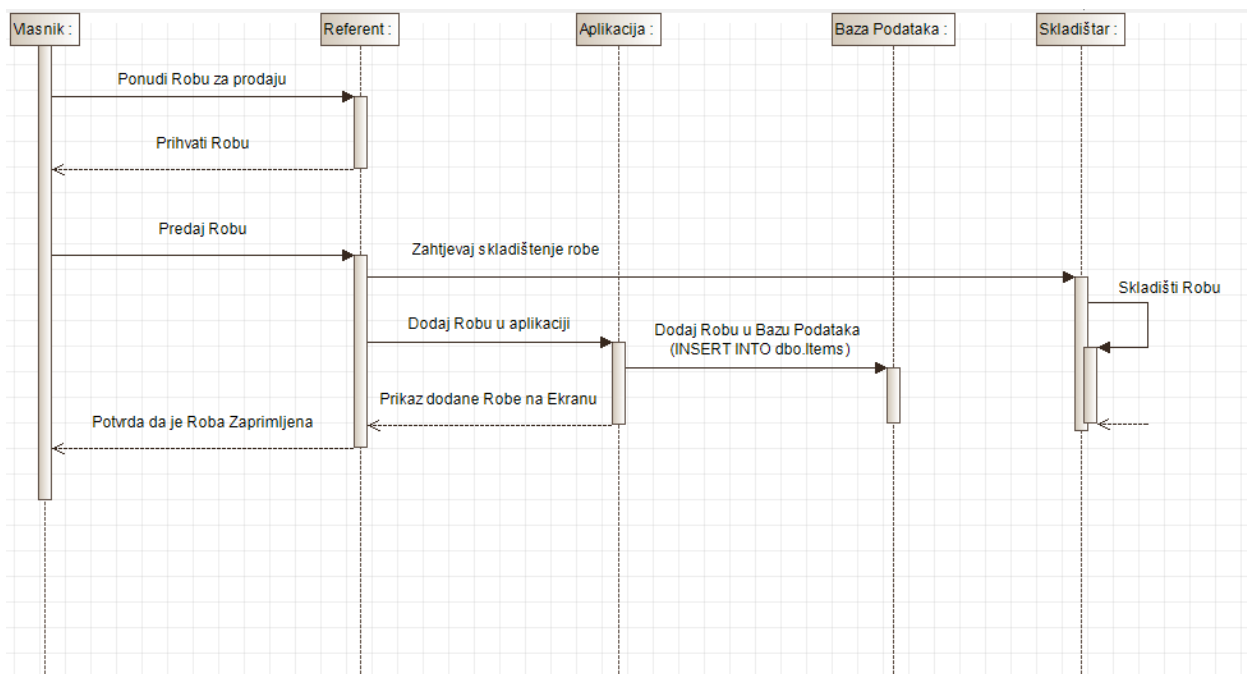 Vlasnik :
Referent :
Aplikacija :
Baza Podataka :
Skladištar :
Ponudi Robu za prodaju
Prihvati Robu
Predaj Robu
Zahtjevaj skladištenje robe
Skladišti Robu
Dodaj Robu u aplikaciji
Dodaj Robu u Bazu Podataka
(INSERT INTO dbo.Items)
Prikaz dodane Robe na Ekranu
Potvrda da je Roba Zaprimljena